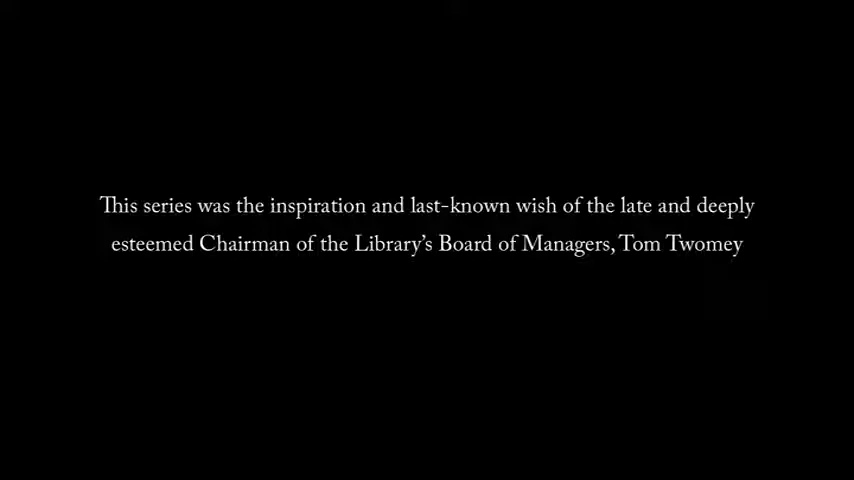 This series was the inspiration and last-known wish of the late and deeply
esteemed Chairman of the Library’s Board of Managers, Tom Twomey